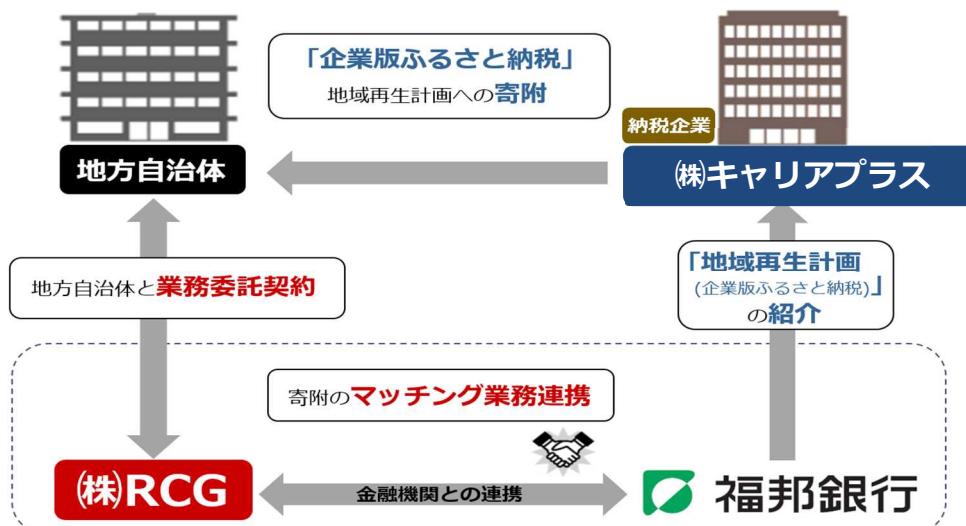 「企業版ふるさと納税」
地域再生計画への寄附
納税企業
地方自治体
㈱キャリアプラス
地方自治体と業務委託契約
「地域再生計画
(企業版ふるさと納税)」
の紹介
寄附のマッチング業務連携
㈱RCG
金融機関との連携
福邦銀行